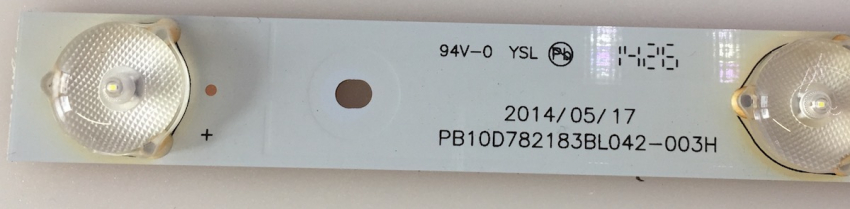 94V-0 YSL Pb 1426
2014/05/17
+
PB10D782183BL042-003H